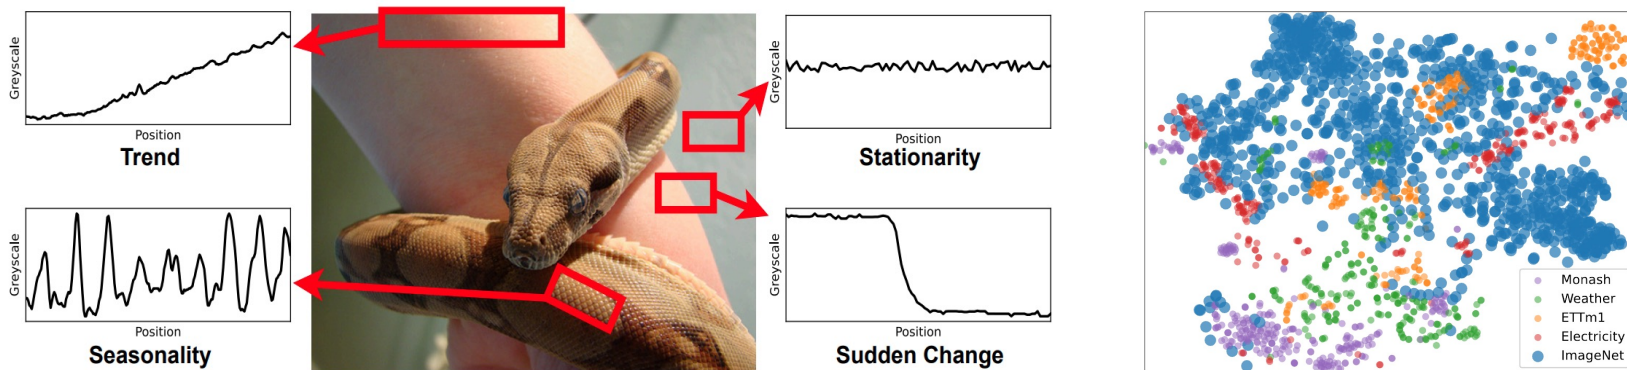 Greyscale
Position
Trend
Greyscale
Position
Seasonality
Greyscale
Position
Stationarity
Greyscale
Position
Sudden Change
Monash
Weather
ETTm1
Electricity
ImageNet